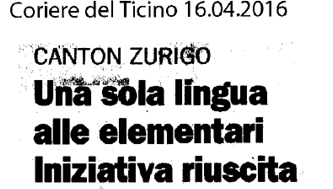 Coriere del Ticino 16.04.2016
CANTON ZURIGO
Una sola lingua
alle elementari
Iniziativa riuscita